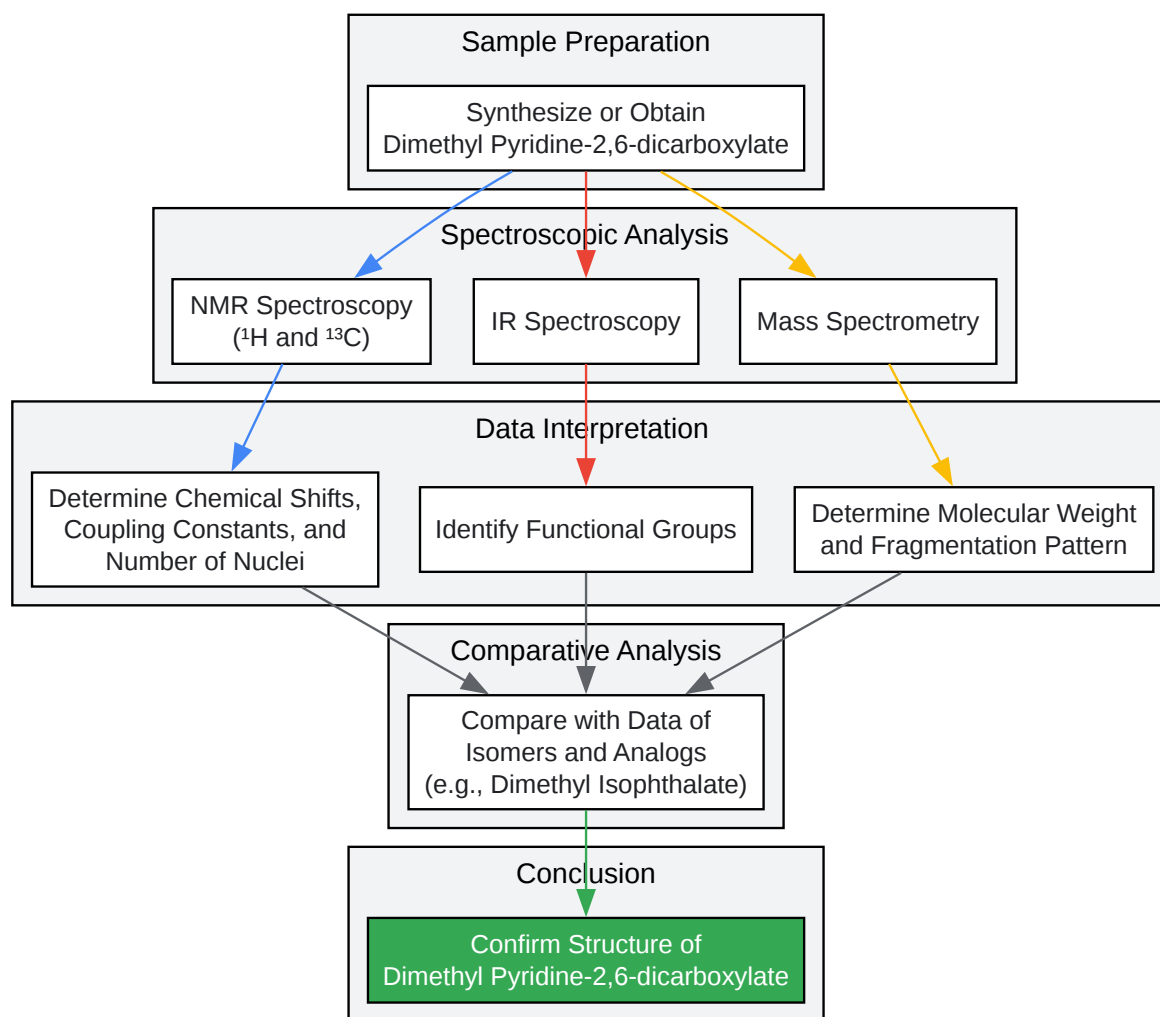 Sample Preparation
Synthesize or Obtain
Dimethyl Pyridine-2,6-dicarboxylate
Spectroscopic Analysis
NMR Spectroscopy
(¹H and ¹³C)
IR Spectroscopy
Mass Spectrometry
Data Interpretation
Determine Chemical Shifts,
Coupling Constants, and
Number of Nuclei
Identify Functional Groups
Determine Molecular Weight
and Fragmentation Pattern
Comparative Analysis
Compare with Data of
Isomers and Analogs
(e.g., Dimethyl Isophthalate)
Conclusion
Confirm Structure of
Dimethyl Pyridine-2,6-dicarboxylate